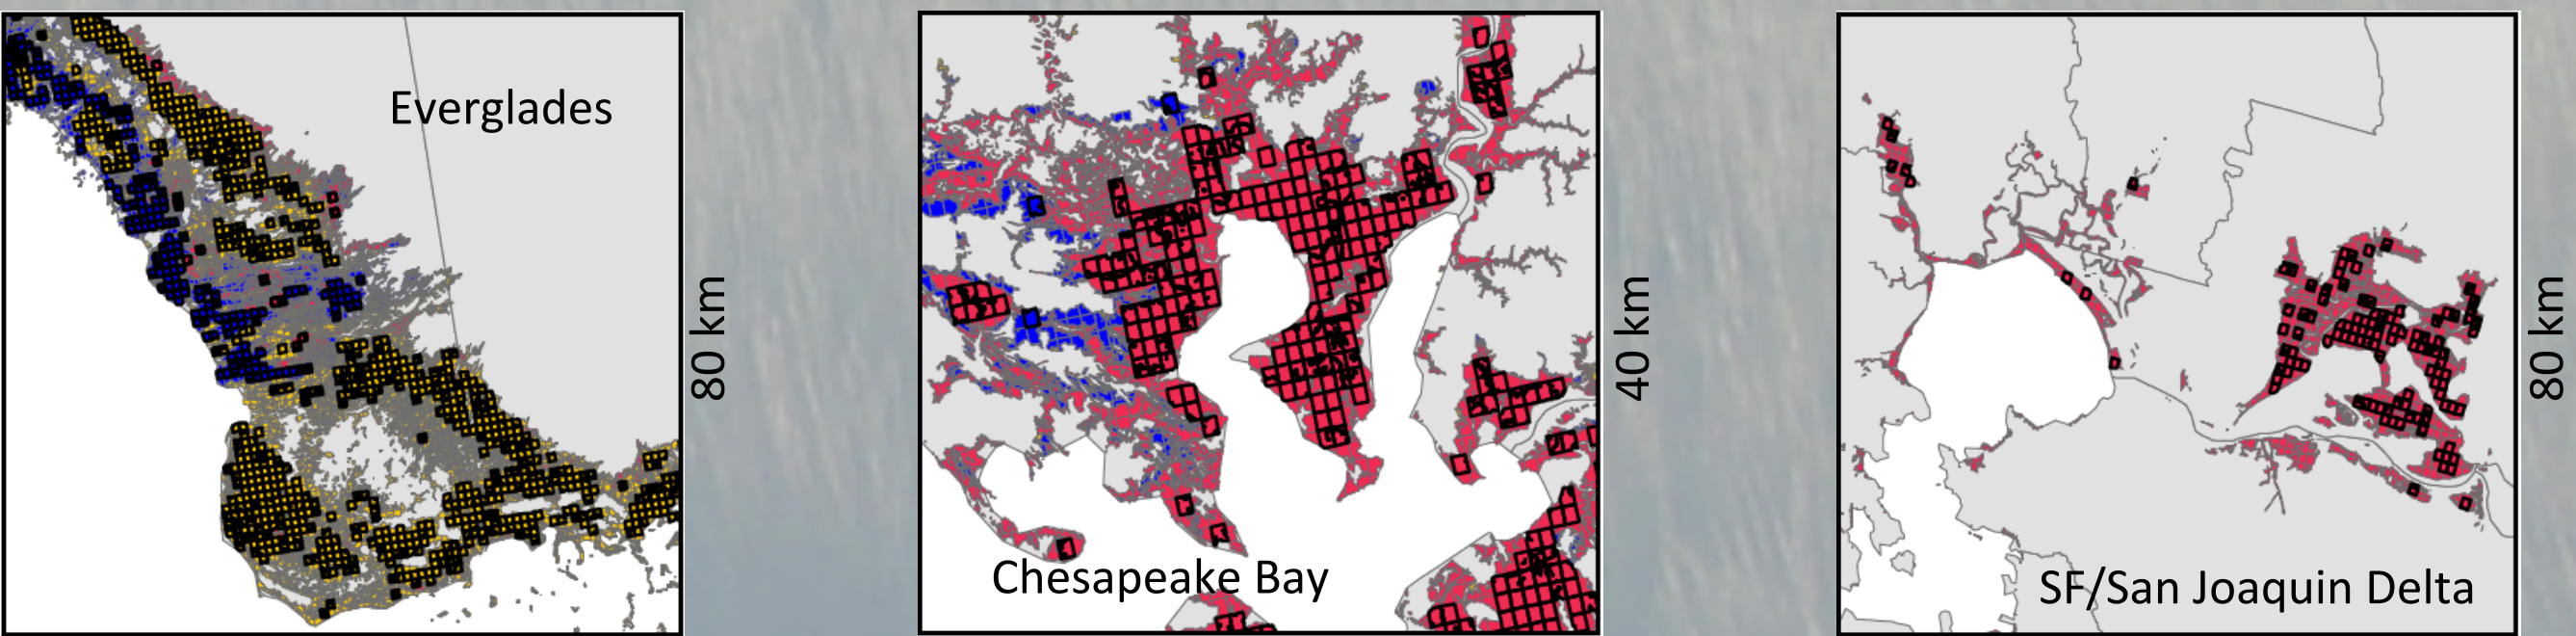 Everglades
80 km
Chesapeake Bay
40 km
SF/San Joaquin Delta
80 km